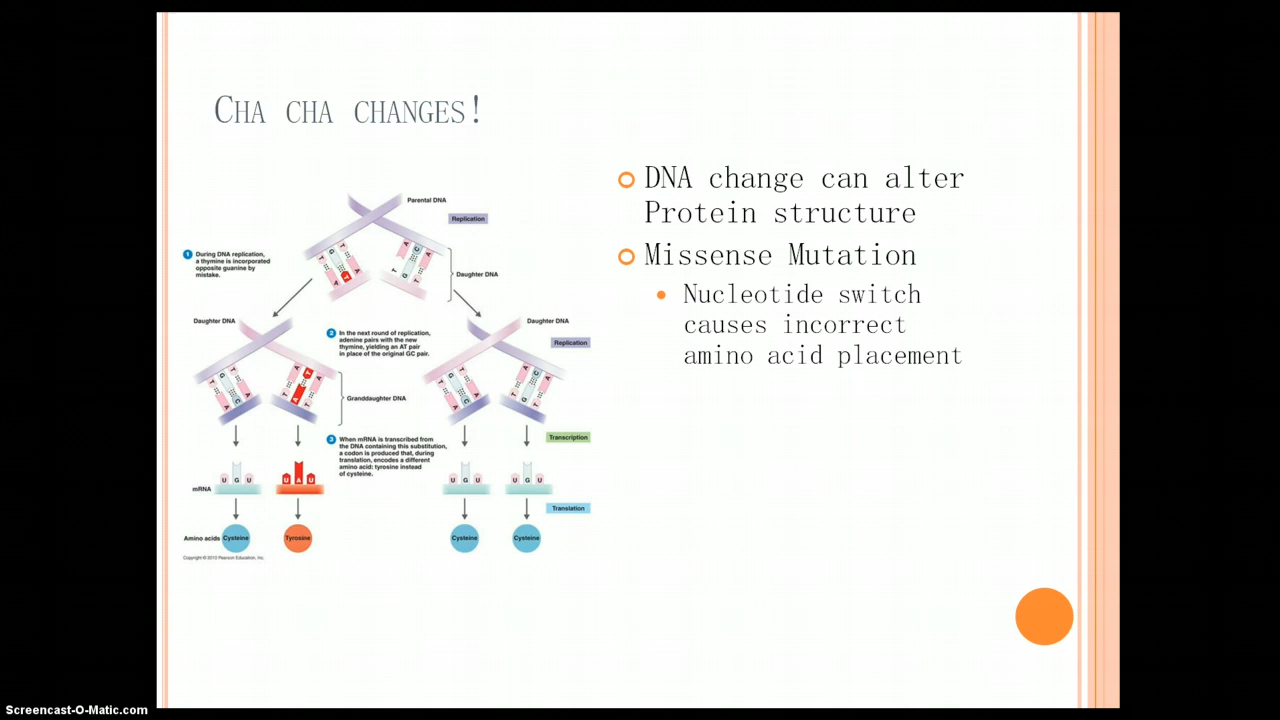 CHA CHA CHANGES!
Parental DNA
Replication
1 During DNA replication,
a thymine is incorporated
opposite guanine by
mistake.
Daughter DNA
Daughter DNA
2 In the next round of replication,
adenine pairs with the new
thymine, yielding an AT pair
in place of the original GC pair.
Daughter DNA
Replication
Granddaughter DNA
3 When mRNA is transcribed from
the DNA containing this substitution,
a codon is produced that, during
translation, encodes a different
amino acid: tyrosine instead
of cysteine.
Transcription
mRNA
U G U
U A U
U G U
U G U
Translation
Amino acids
Cysteine
Tyrosine
Cysteine
Cysteine
Copyright © 2010 Pearson Education, Inc.
DNA change can alter
Protein structure
Missense Mutation
Nucleotide switch
causes incorrect
amino acid placement
Screencast-O-Matic.com